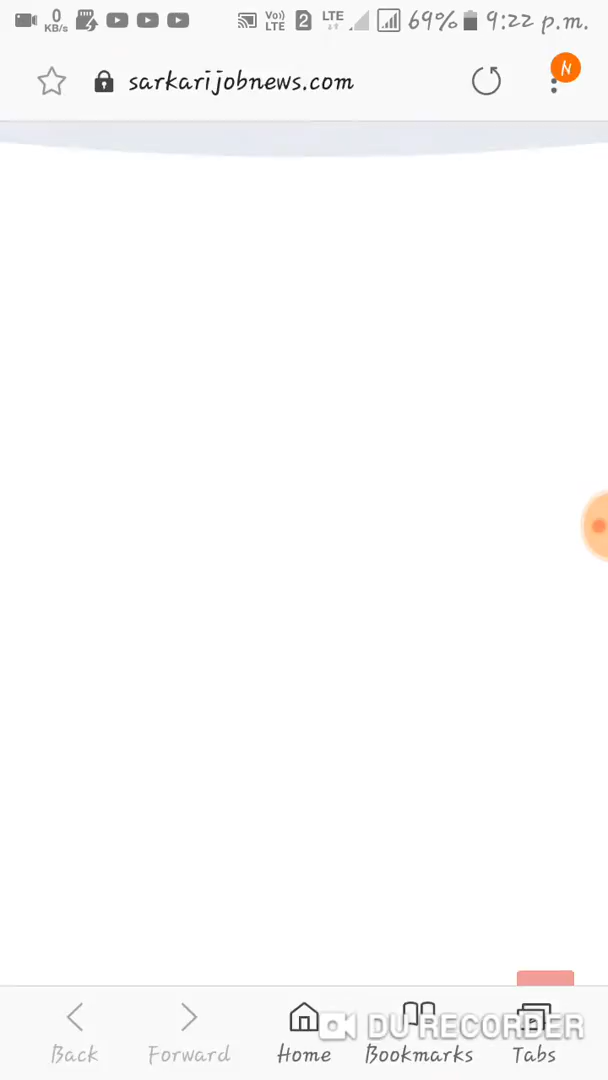 0 KB/s Vo)) LTE 2 LTE 69% 9:22 p.m.
sarkarijobnews.com
N
DU RECORDER
Back Forward Home Bookmarks Tabs